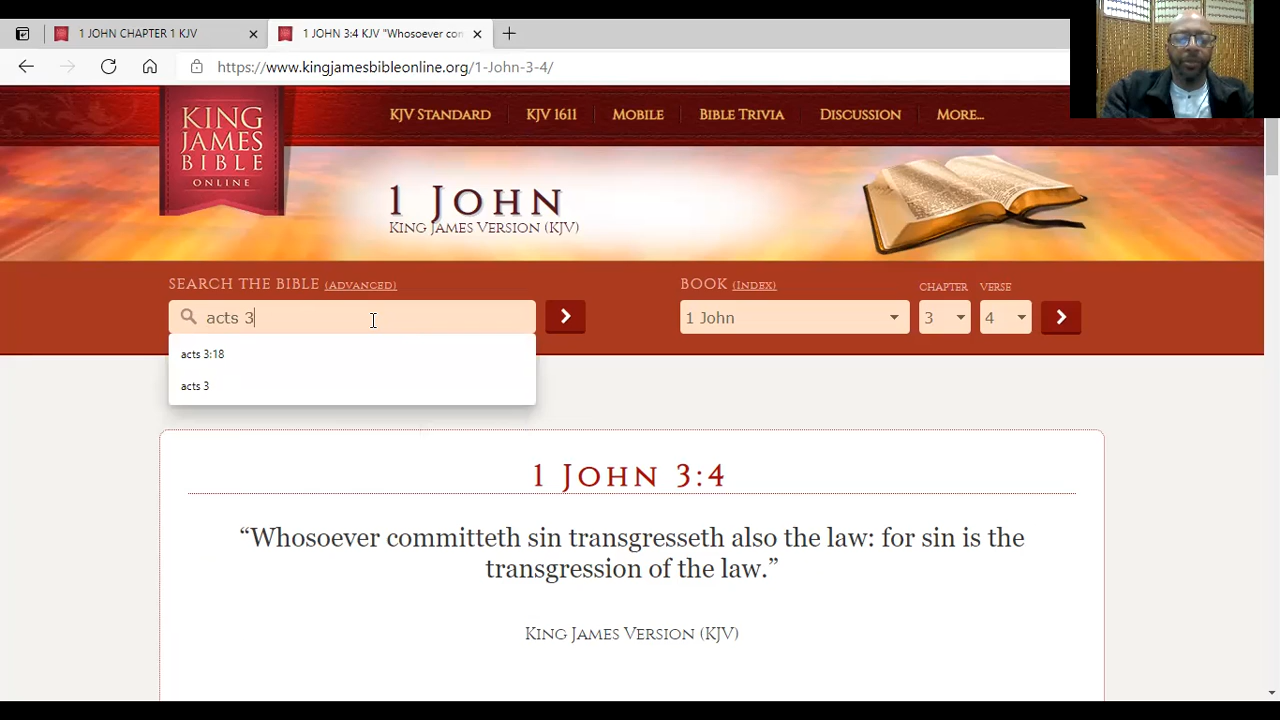 1 JOHN CHAPTER 1 KJV
1 JOHN 3:4 KJV "Whosoever con
https://www.kingjamesbibleonline.org/1-John-3-4/
KING
JAMES
BIBLE
ONLINE
KJV STANDARD
KJV 1611
MOBILE
BIBLE TRIVIA
DISCUSSION
MORE...
1 JOHN
KING JAMES VERSION (KJV)
SEARCH THE BIBLE (ADVANCED)
BOOK (INDEX)
CHAPTER
VERSE
acts 3
1 John
3
4
acts 3:18
acts 3
1 JOHN 3:4
“Whosoever committeth sin transgresseth also the law: for sin is the
transgression of the law.”
KING JAMES VERSION (KJV)